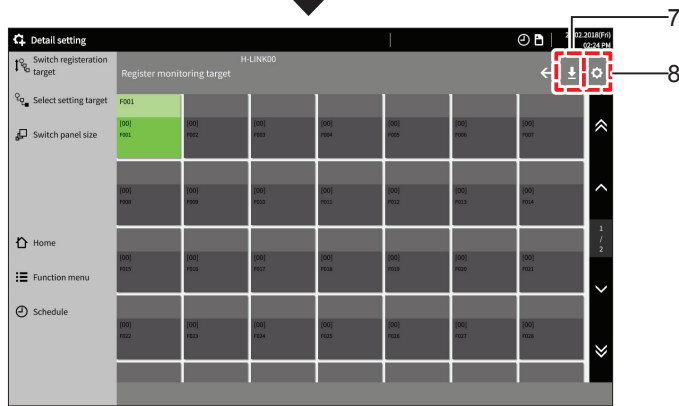 7
Detail setting
02.2018(Fri)
02:24 PM
Switch registeration
target
H-LINK00
Register monitoring target
8
Select setting target
F001
Switch panel size
[00] [00] [00] [00] [00] [00] [00]
F001 F002 F003 F004 F005 F006 F007
[00] [00] [00] [00] [00] [00] [00]
F008 F009 F010 F011 F012 F013 F014
1
/
2
Home
[00] [00] [00] [00] [00] [00] [00]
F015 F016 F017 F018 F019 F020 F021
Function menu
Schedule
[00] [00] [00] [00] [00] [00] [00]
F022 F023 F024 F025 F026 F027 F028